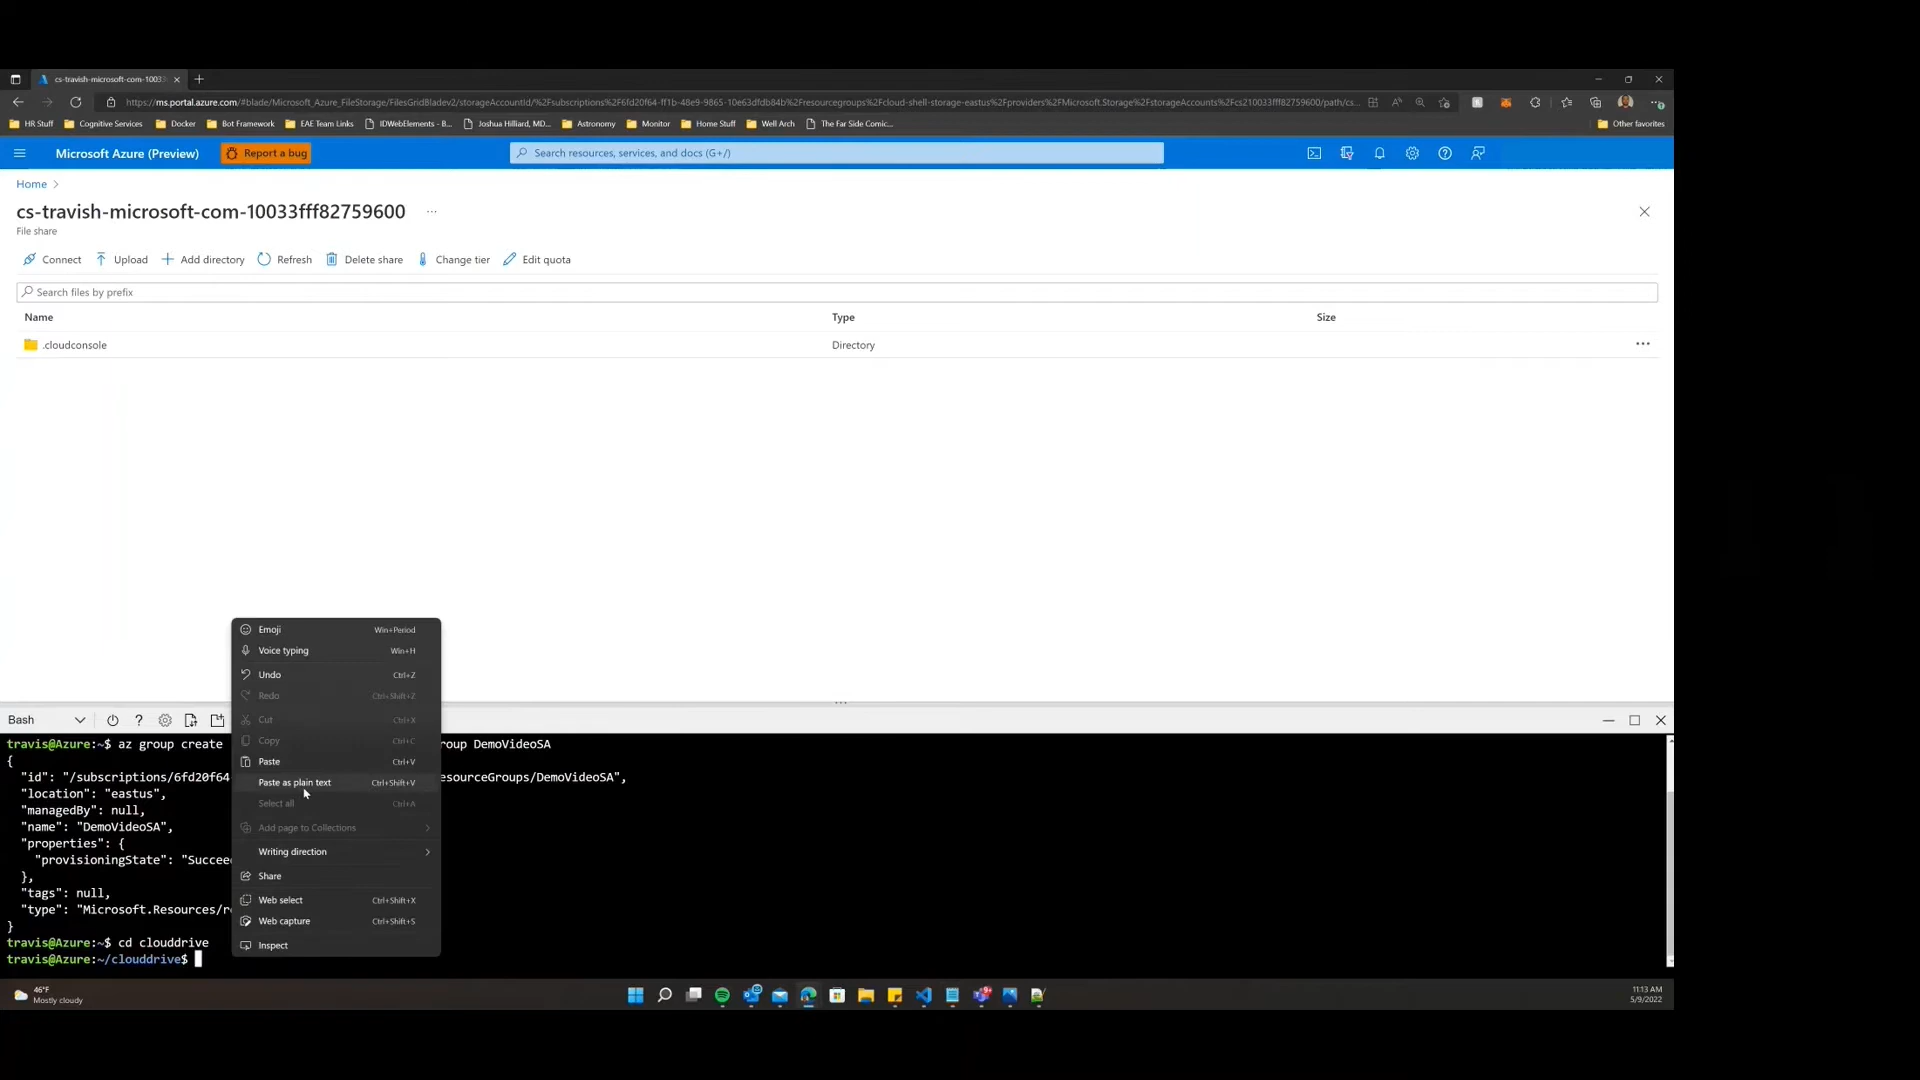 cs-travish-microsoft-com-10033
https://ms.portal.azure.com/#blade/Microsoft_Azure_FileStorage/FilesGridBladev2/storageAccountId/%2Fsubscriptions%2F6fd20f64-ff1b-48e9-9865-10e63dfdb84b%2Fresourcegroups%2Fcloud-shell-storage-eastus%2Fproviders%2FMicrosoft.Storage%2FstorageAccounts%2Fcs210033fff82759600/path/cs...
HR Stuff Cognitive Services Docker Bot Framework EAE Team Links IDWebElements - B... Joshua Hilliard, MD... Astronomy Monitor Home Stuff Well Arch The Far Side Comic... Other favorites
Microsoft Azure (Preview) Report a bug Search resources, services, and docs (G+/)
Home
cs-travish-microsoft-com-10033fff82759600 ...
File share
Connect Upload Add directory Refresh Delete share Change tier Edit quota
Search files by prefix
Name Type Size
.cloudconsole Directory
Emoji Win+Period
Voice typing Win+H
Undo Ctrl+Z
Redo Ctrl+Shift+Z
Cut Ctrl+X
Copy Ctrl+C
Paste Ctrl+V
Paste as plain text Ctrl+Shift+V
Select all Ctrl+A
Add page to Collections
Writing direction
Share
Web select Ctrl+Shift+X
Web capture Ctrl+Shift+S
Inspect
Bash
travis@Azure:~$ az group create roup DemoVideoSA
{
"id": "/subscriptions/6fd20f64 esourceGroups/DemoVideoSA",
"location": "eastus",
"managedBy": null,
"name": "DemoVideoSA",
"properties": {
"provisioningState": "Succee
},
"tags": null,
"type": "Microsoft.Resources/r
}
travis@Azure:~$ cd clouddrive
travis@Azure:~/clouddrive$
46°F
Mostly cloudy
11:13 AM
5/9/2022